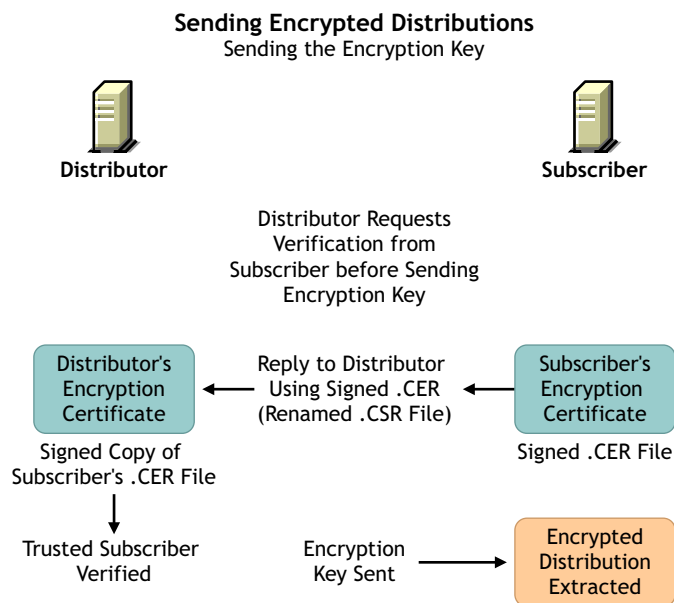 Sending Encrypted Distributions
Sending the Encryption Key
Distributor
Subscriber
Distributor Requests
Verification from
Subscriber before Sending
Encryption Key
Distributor's
Encryption
Certificate
Reply to Distributor
Using Signed .CER
(Renamed .CSR File)
Subscriber's
Encryption
Certificate
Signed Copy of
Subscriber's .CER File
Signed .CER File
Trusted Subscriber
Verified
Encryption
Key Sent
Encrypted
Distribution
Extracted